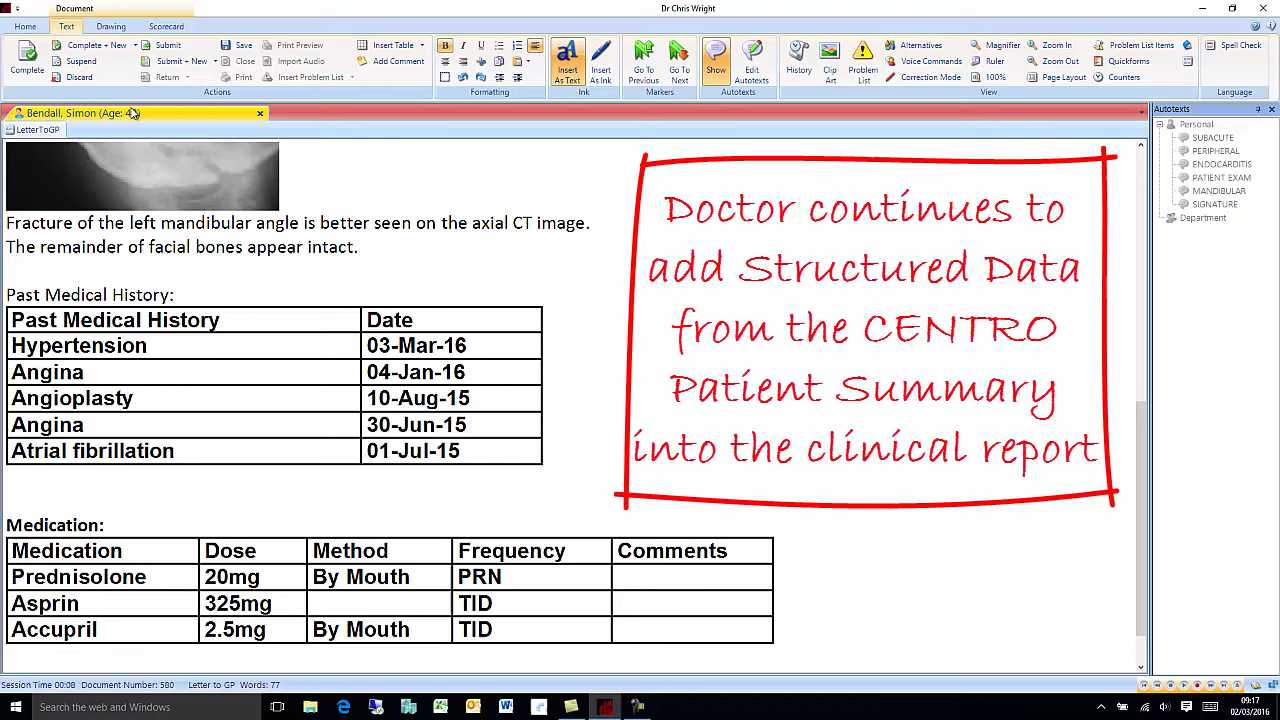 Document
Dr Chris Wright
Home Text Drawing Scorecard
Complete
Complete + New
Suspend
Discard
Submit
Submit + New
Return
Save
Close
Print
Print Preview
Import Audio
Insert Problem List
Insert Table
Add Comment
Actions
B I U
Formatting
Insert As Text
Insert As Ink
Ink
Go To Previous
Go To Next
Markers
Show
Edit Autotexts
Autotexts
History
Clip Art
Problem List
Alternatives
Voice Commands
Correction Mode
Magnifier
Ruler
100%
Zoom In
Zoom Out
Page Layout
Problem List Items
Quickforms
Counters
View
Spell Check
Language
Bendall, Simon (Age: 4
LetterToGP
Fracture of the left mandibular angle is better seen on the axial CT image.
The remainder of facial bones appear intact.
Past Medical History:
Past Medical History Date
Hypertension 03-Mar-16
Angina 04-Jan-16
Angioplasty 10-Aug-15
Angina 30-Jun-15
Atrial fibrillation 01-Jul-15
Medication:
Medication Dose Method Frequency Comments
Prednisolone 20mg By Mouth PRN
Asprin 325mg TID
Accupril 2.5mg By Mouth TID
Doctor continues to
add Structured Data
from the CENTRO
Patient Summary
into the clinical report
Autotexts
Personal
SUBACUTE
PERIPHERAL
ENDOCARDITIS
PATIENT EXAM
MANDIBULAR
SIGNATURE
Department
Session Time 00:08 Document Number: 580 Letter to GP Words: 77
Search the web and Windows
09:17
02/03/2016